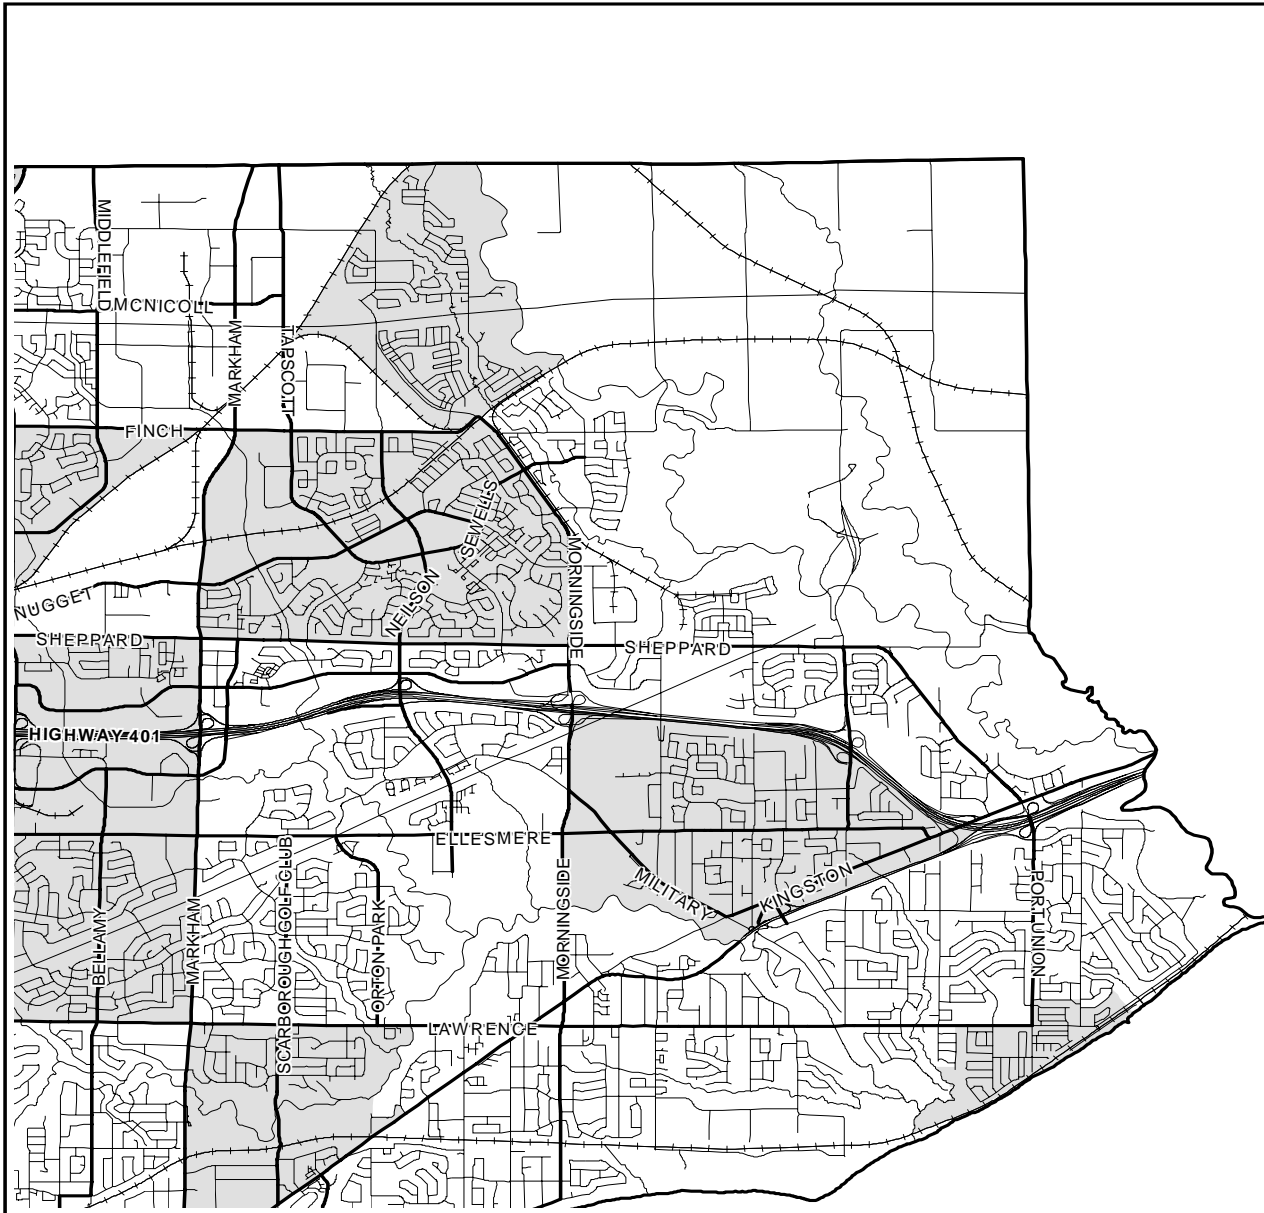 MIDDLEFIELD
MCNICOLL
MARKHAM
TAPSCOTT
FINCH
SEWELLS
MORNINGSIDE
NEILSON
NUGGET
SHEPPARD
SHEPPARD
HIGHWAY 401
ELLESMERE
MILITARY
KINGSTON
BELLAMY
MARKHAM
SCARBOROUGH GOLF CLUB
ORTON PARK
MORNINGSIDE
PORT UNION
LAWRENCE